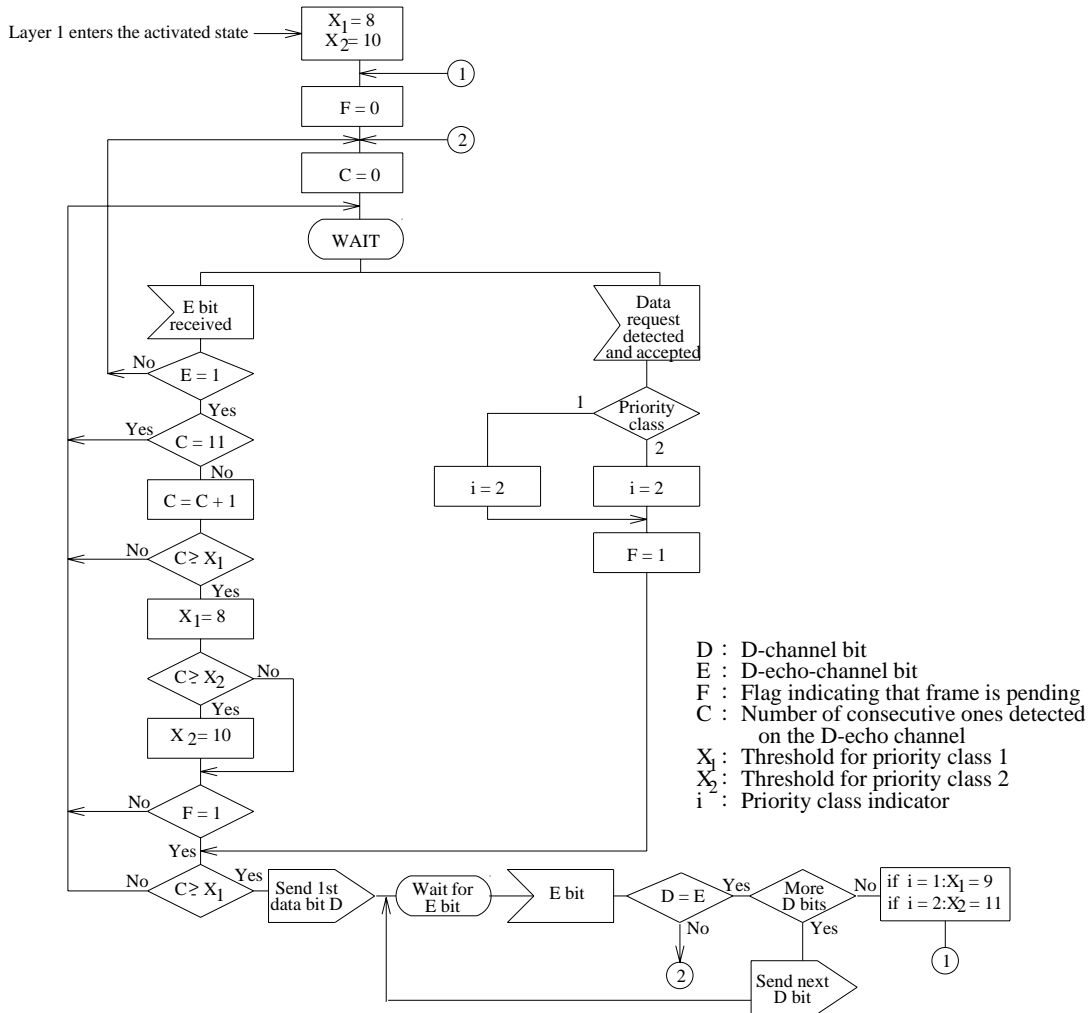 X1 = 8
X2 = 10
Layer 1 enters the activated state
1
F = 0
2
C = 0
WAIT
E bit
received
Data
request
detected
and accepted
No
E = 1
Yes
1
Priority
class
2
Yes
C = 11
No
i = 2
i = 2
C = C + 1
No
C ≥ X1
Yes
F = 1
X1 = 8
C ≥ X2
No
Yes
X2 = 10
D : D-channel bit
E : D-echo-channel bit
F : Flag indicating that frame is pending
C : Number of consecutive ones detected
on the D-echo channel
X1 : Threshold for priority class 1
X2 : Threshold for priority class 2
i : Priority class indicator
No
F = 1
Yes
No
C ≥ X1
Yes
Send 1st
data bit D
Wait for
E bit
E bit
D = E
Yes
No
2
More
D bits
No
Yes
if i = 1:X1 = 9
if i = 2:X2 = 11
1
Send next
D bit